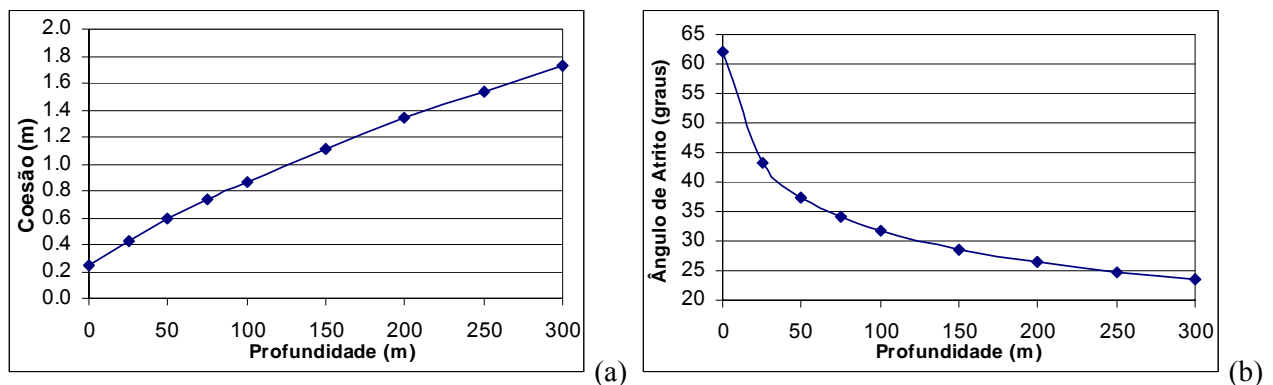 Coesão (m)
2.0
1.8
1.6
1.4
1.2
1.0
0.8
0.6
0.4
0.2
0.0
0 50 100 150 200 250 300
Profundidade (m)
(a)
Ângulo de Atrito (graus)
65
60
55
50
45
40
35
30
25
20
0 50 100 150 200 250 300
Profundidade (m)
(b)